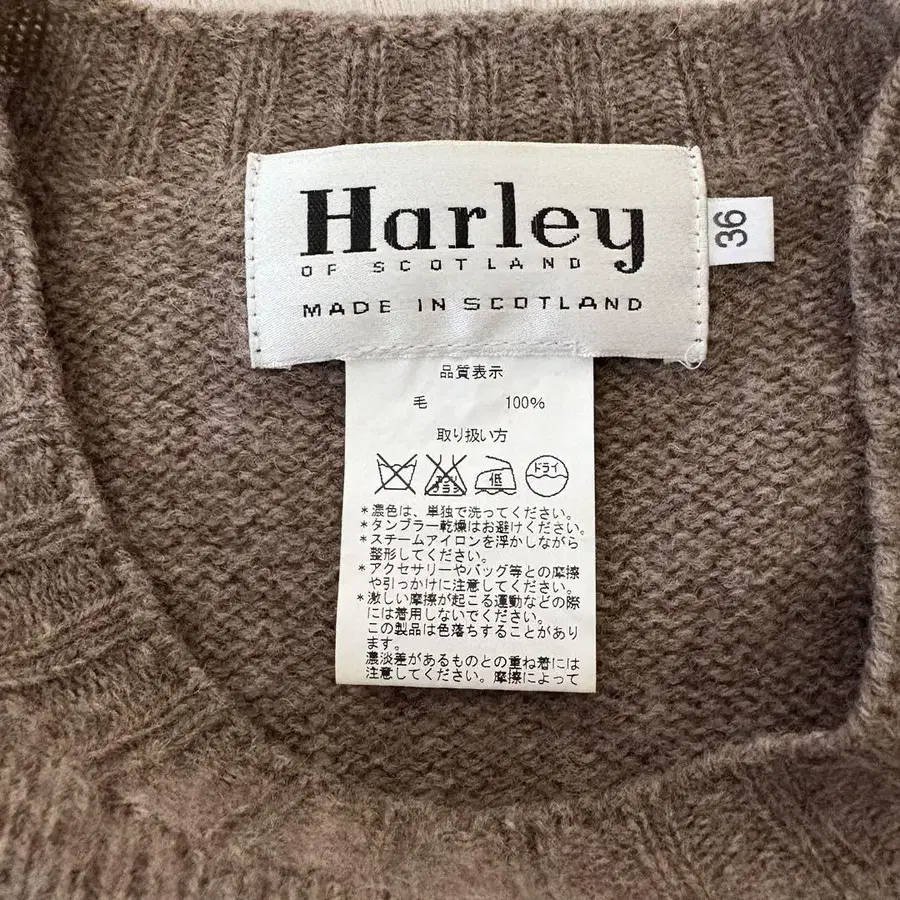 Harley
OF SCOTLAND
MADE IN SCOTLAND
36
品質表示
毛 100%
取り扱い方
低 ドライ
*濃色は、単独で洗ってください。
*タンブラー乾燥はお避けください。
*スチームアイロンを浮かしながら
整形してください。
*アクセサリーやバッグ等との摩擦
や引っかけに注意してください。
*激しい摩擦が起こる運動などの際
には着用しないでください。
この製品は色落ちすることがあり
ます。
濃淡差があるものとの重ね着には
注意してください。摩擦によって